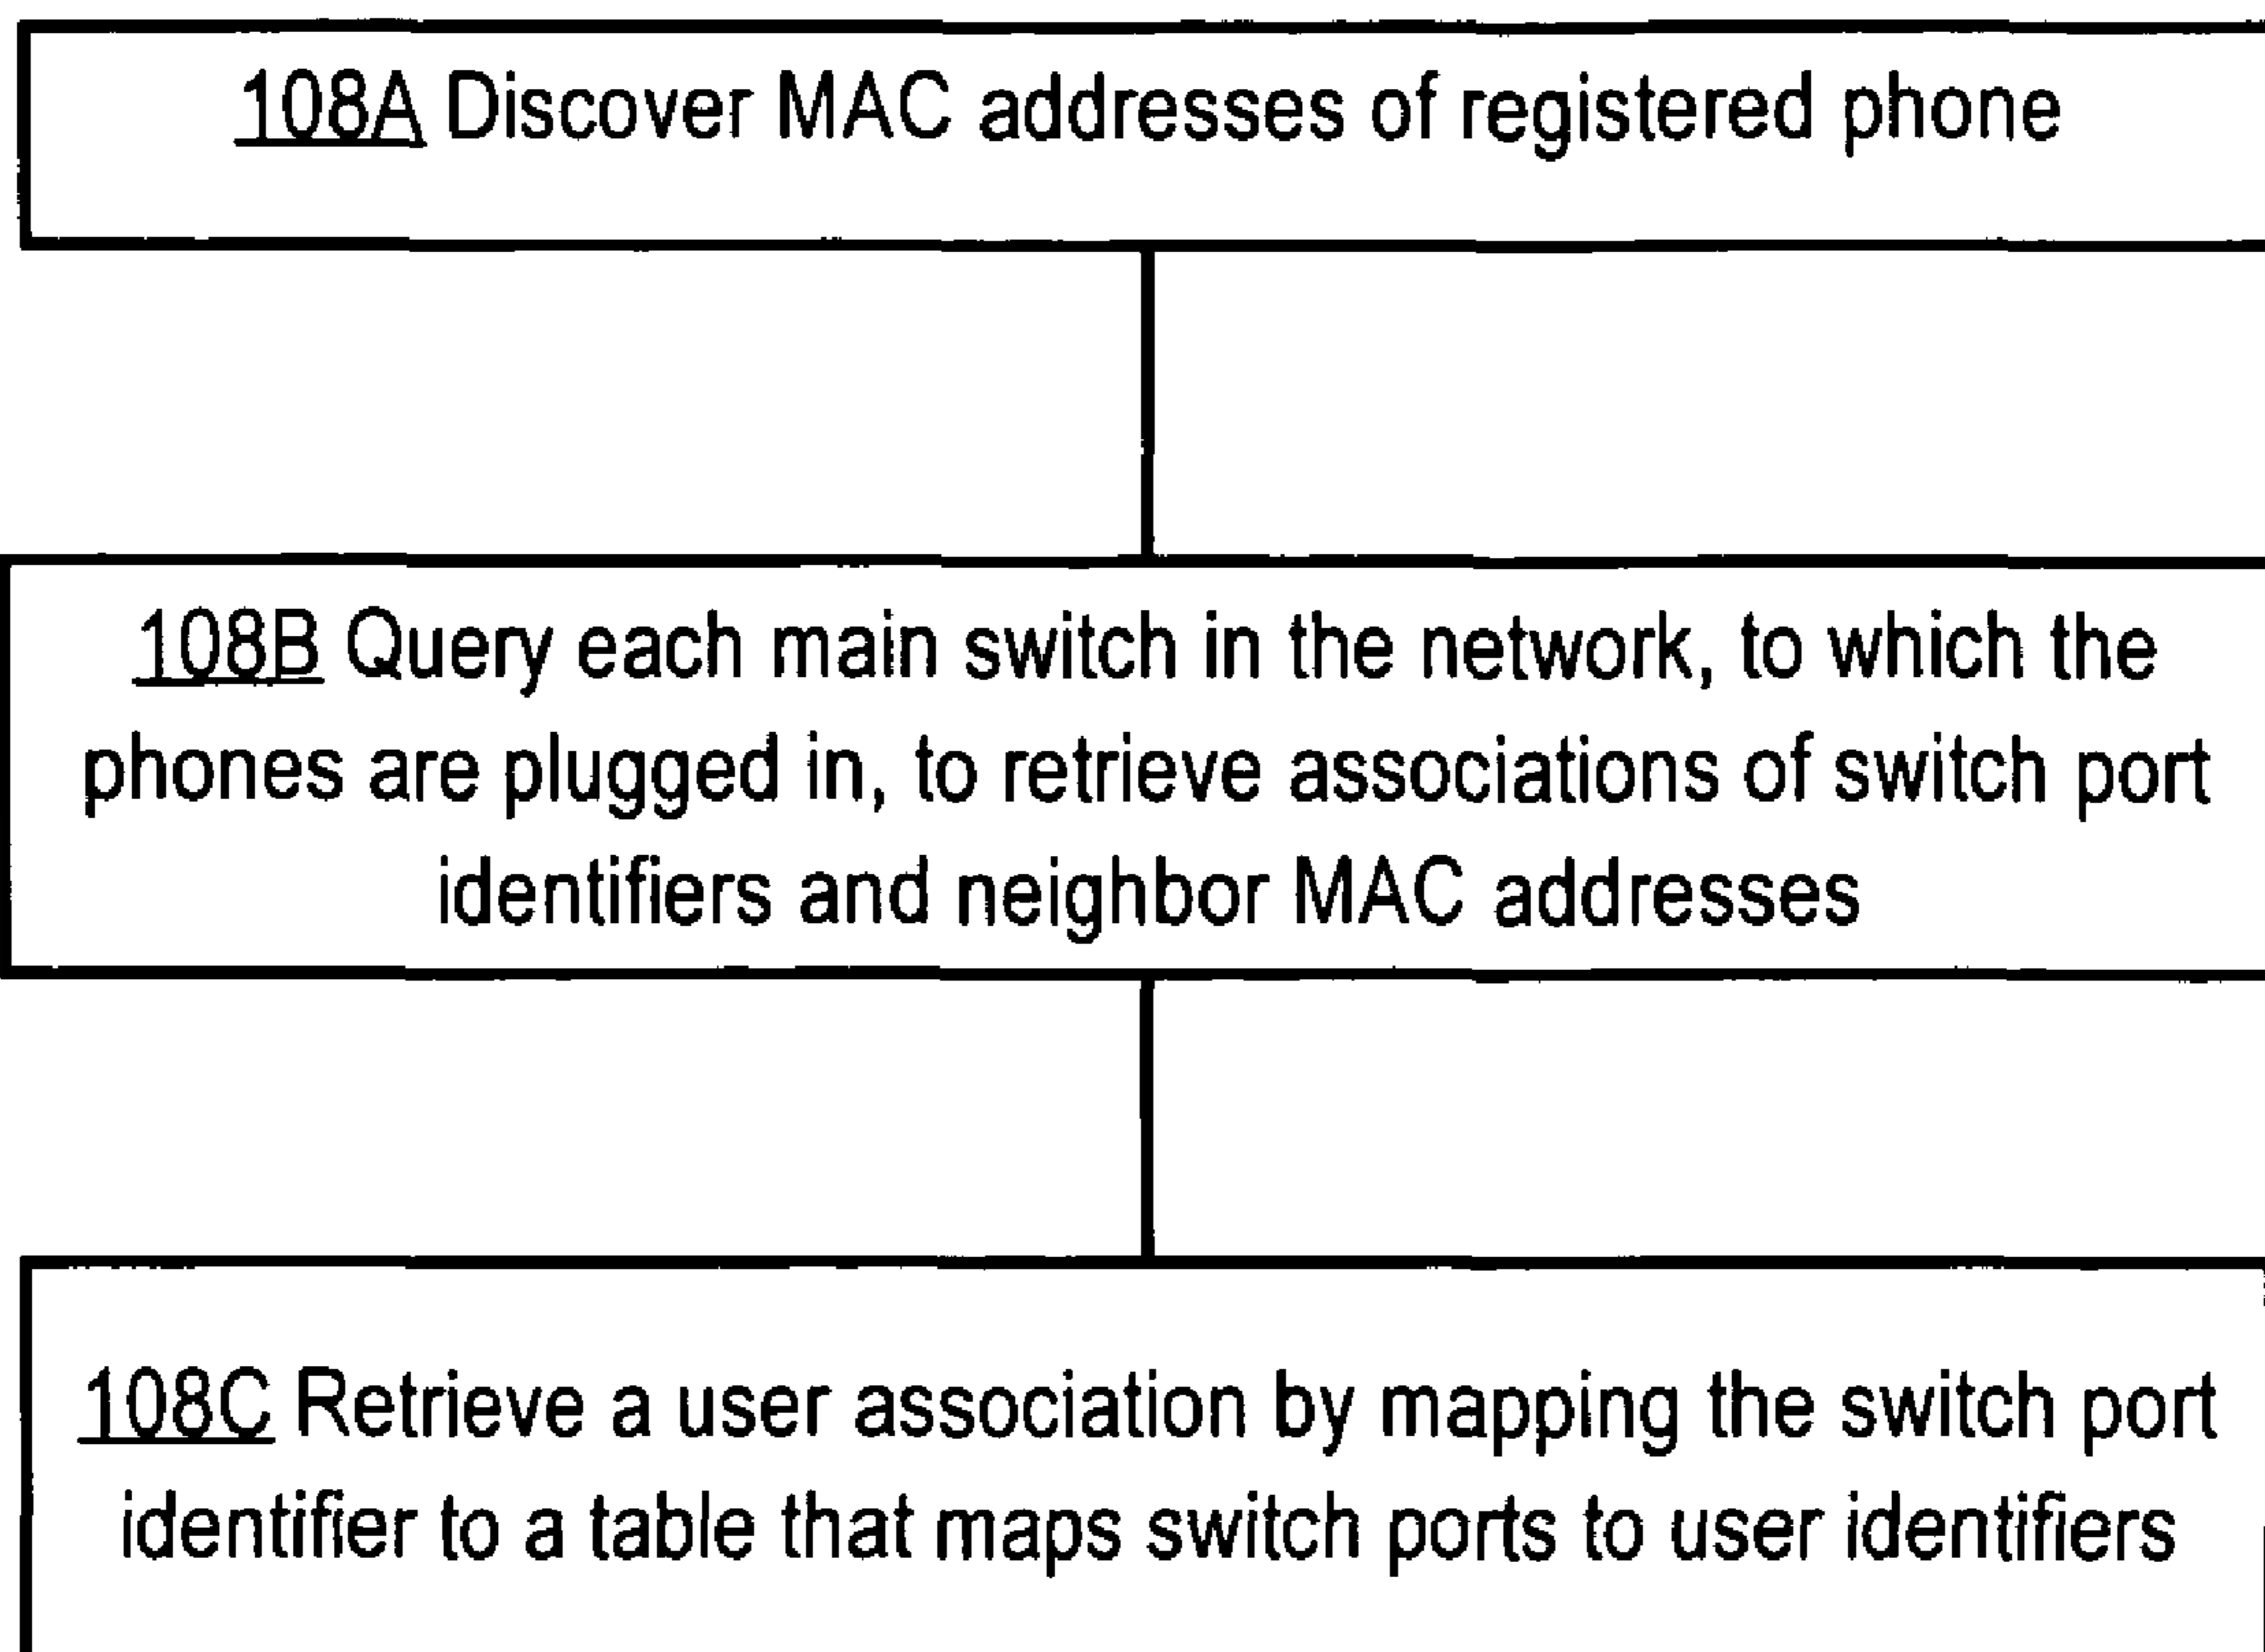 108A Discover MAC addresses of registered phone
108B Query each main switch in the network, to which the
phones are plugged in, to retrieve associations of switch port
identifiers and neighbor MAC addresses
108C Retrieve a user association by mapping the switch port
identifier to a table that maps switch ports to user identifiers